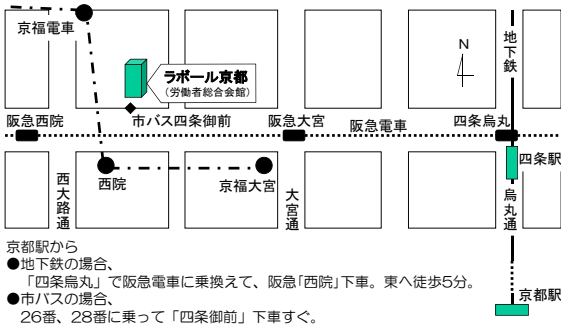 京福電車
ラボール京都
(労働者総合会館)
N
地下鉄
阪急西院
市バス四条御前
阪急大宮
阪急電車
四条烏丸
四条駅
西院
京福大宮
西大路通
大宮通
烏丸通
京都駅
京都駅から
●地下鉄の場合、
「四条烏丸」で阪急電車に乗換えて、阪急「西院」下車。東へ徒歩5分。
●市バスの場合、
26番、28番に乗って「四条御前」下車すぐ。